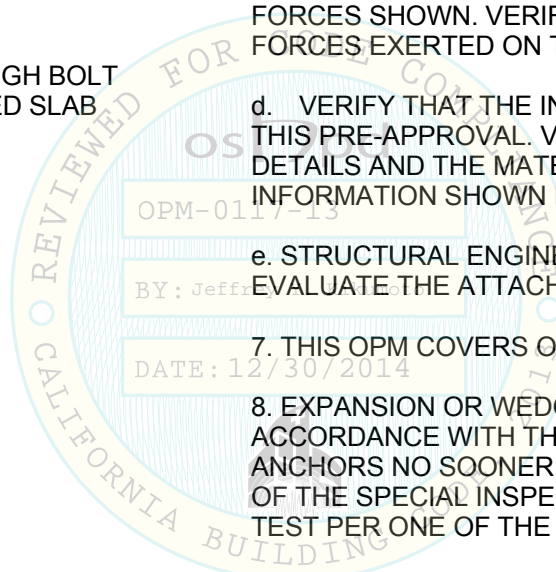 FORCES SHOWN. VERIF
FORCES EXERTED ON T
GH BOLT
ED SLAB
d. VERIFY THAT THE IN
THIS PRE-APPROVAL. V
DETAILS AND THE MATE
INFORMATION SHOWN
e. STRUCTURAL ENGINE
EVALUATE THE ATTACH
7. THIS OPM COVERS O
8. EXPANSION OR WEDG
ACCORDANCE WITH TH
ANCHORS NO SOONER
OF THE SPECIAL INSPE
TEST PER ONE OF THE
REVIEWED FOR CODE COMPLIANCE
OPM-0117-13
BY: Jeffrey
DATE: 12/30/2014
CALIFORNIA BUILDING CODE